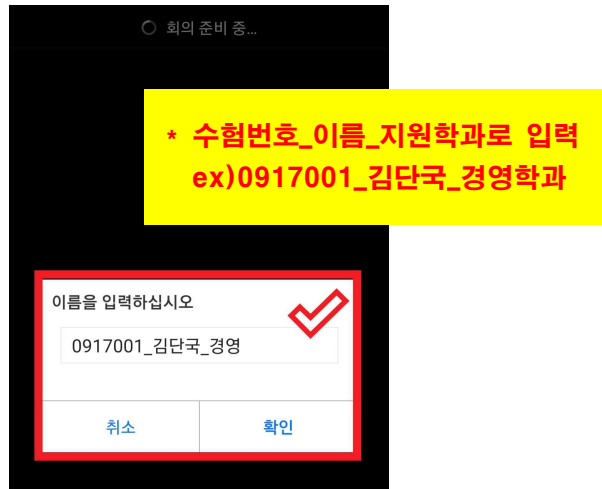 회의 준비 중...
* 수험번호_이름_지원학과로 입력
ex)0917001_김단국_경영학과
이름을 입력하십시오
0917001_김단국_경영
취소 확인